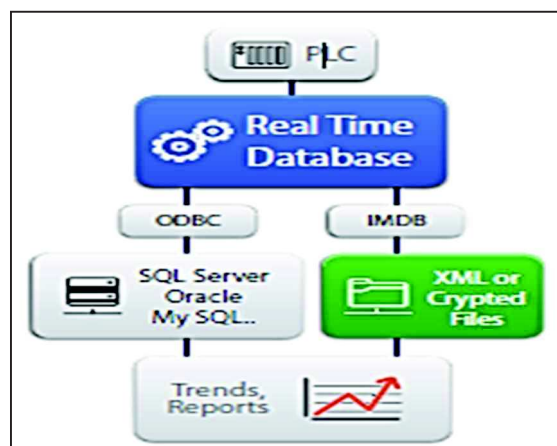 PLC
Real Time
Database
ODBC
IMDB
SQL Server
Oracle
My SQL..
XML or
Crypted
Files
Trends,
Reports